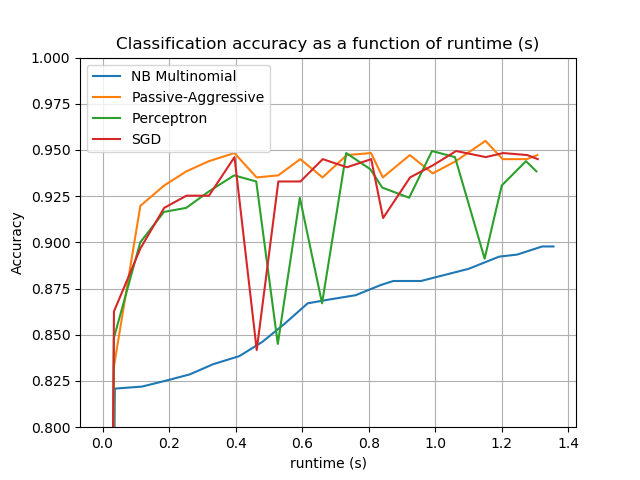 Classification accuracy as a function of runtime (s)
1.000
0.975
0.950
0.925
0.900
0.875
0.850
0.825
0.800
Accuracy
NB Multinomial
Passive-Aggressive
Perceptron
SGD
0.0 0.2 0.4 0.6 0.8 1.0 1.2 1.4
runtime (s)